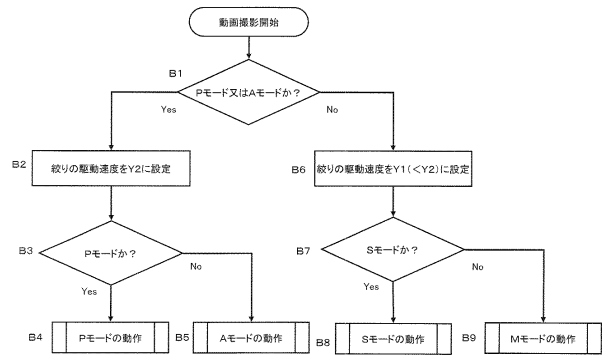 動画撮影開始
B1
Pモード又はAモードか?
Yes
No
B2
絞りの駆動速度をY2に設定
B6
絞りの駆動速度をY1(<Y2)に設定
B3
Pモードか?
No
Yes
B7
Sモードか?
No
Yes
B4
Pモードの動作
B5
Aモードの動作
B8
Sモードの動作
B9
Mモードの動作